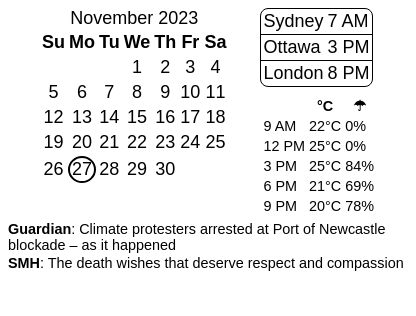 November 2023
Su Mo Tu We Th Fr Sa
1 2 3 4
5 6 7 8 9 10 11
12 13 14 15 16 17 18
19 20 21 22 23 24 25
26 27 28 29 30
Sydney 7 AM
Ottawa 3 PM
London 8 PM
°C ☂
9 AM 22°C 0%
12 PM 25°C 0%
3 PM 25°C 84%
6 PM 21°C 69%
9 PM 20°C 78%
Guardian: Climate protesters arrested at Port of Newcastle
blockade – as it happened
SMH: The death wishes that deserve respect and compassion